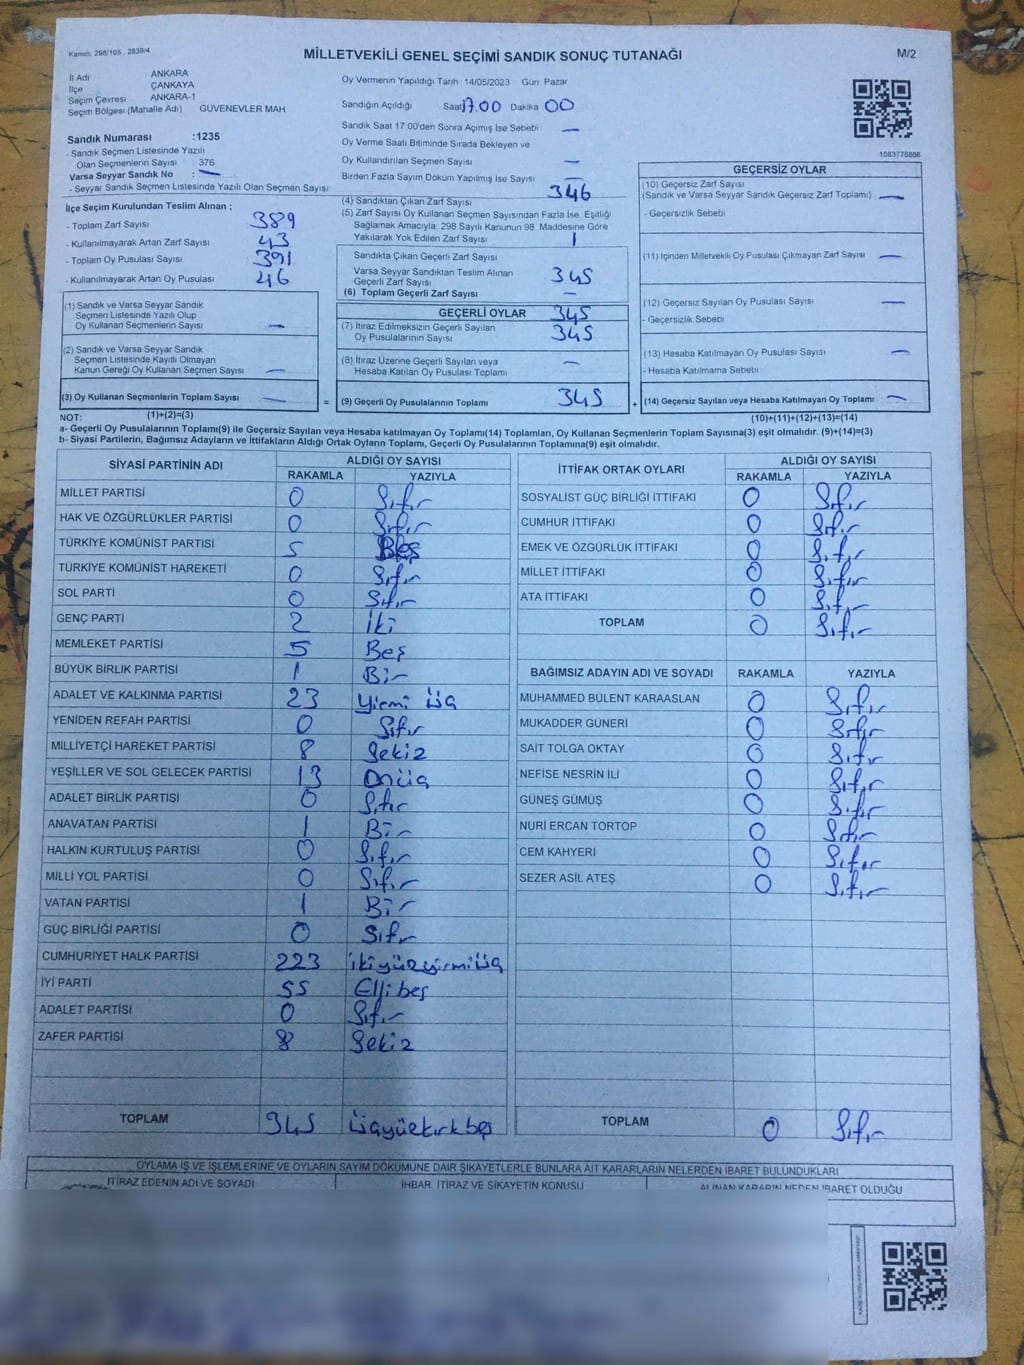 Kanun: 298/105 , 2839/4
MİLLETVEKİLİ GENEL SEÇİMİ SANDIK SONUÇ TUTANAĞI
M/2
İl Adı ANKARA
İlçe ÇANKAYA
Seçim Çevresi ANKARA-1
Seçim Bölgesi (Mahalle Adı) GÜVENEVLER MAH
Sandık Numarası :1235
- Sandık Seçmen Listesinde Yazılı
Olan Seçmenlerin Sayısı 376
Varsa Seyyar Sandık No : —
- Seyyar Sandık Seçmen Listesinde Yazılı Olan Seçmen Sayısı
Oy Vermenin Yapıldığı Tarih 14/05/2023 Gün Pazar
Sandığın Açıldığı Saat 17.00 Dakika 00
Sandık Saat 17.00'den Sonra Açımış İse Sebebi —
Oy Verme Saati Bitiminde Sırada Bekleyen ve
Oy Kullandırılan Seçmen Sayısı —
Birden Fazla Sayım Döküm Yapılmış İse Sayısı —
1083778866
İlçe Seçim Kurulundan Teslim Alınan ;
- Toplam Zarf Sayısı 389
- Kullanılmayarak Artan Zarf Sayısı 43
- Toplam Oy Pusulası Sayısı 391
- Kullanılmayarak Artan Oy Pusulası 46
(1) Sandık ve Varsa Seyyar Sandık
Seçmen Listesinde Yazılı Olup
Oy Kullanan Seçmenlerin Sayısı —
(2) Sandık ve Varsa Seyyar Sandık
Seçmen Listesinde Kayıtlı Olmayan
Kanun Gereği Oy Kullanan Seçmen Sayısı —
(3) Oy Kullanan Seçmenlerin Toplam Sayısı —
(4) Sandıktan Çıkan Zarf Sayısı 346
(5) Zarf Sayısı Oy Kullanan Seçmen Sayısından Fazla İse, Eşitliği
Sağlamak Amacıyla, 298 Sayılı Kanunun 98. Maddesine Göre
Yakılarak Yok Edilen Zarf Sayısı 1
Sandıkta Çıkan Geçerli Zarf Sayısı 345
Varsa Seyyar Sandıktan Teslim Alınan
Geçerli Zarf Sayısı —
(6) Toplam Geçerli Zarf Sayısı 345
GEÇERLİ OYLAR
(7) İtiraz Edilmeksizin Geçerli Sayılan
Oy Pusulalarının Sayısı 345
(8) İtiraz Üzerine Geçerli Sayılan veya
Hesaba Katılan Oy Pusulası Toplamı —
= (9) Geçerli Oy Pusulalarının Toplamı 345
GEÇERSİZ OYLAR
(10) Geçersiz Zarf Sayısı
(Sandık ve Varsa Seyyar Sandık Geçersiz Zarf Toplamı) —
- Geçersizlik Sebebi
(11) İçinden Milletvekili Oy Pusulası Çıkmayan Zarf Sayısı —
(12) Geçersiz Sayılan Oy Pusulası Sayısı —
- Geçersizlik Sebebi
(13) Hesaba Katılmayan Oy Pusulası Sayısı —
- Hesaba Katılmama Sebebi
+ (14) Geçersiz Sayılan veya Hesaba Katılmayan Oy Toplamı —
NOT: (1)+(2)=(3)
(10)+(11)+(12)+(13)=(14)
a- Geçerli Oy Pusulalarının Toplamı(9) ile Geçersiz Sayılan veya Hesaba katılmayan Oy Toplamı(14) Toplamları, Oy Kullanan Seçmenlerin Toplam Sayısına(3) eşit olmalıdır. (9)+(14)=(3)
b- Siyasi Partilerin, Bağımsız Adayların ve İttifakların Aldığı Ortak Oyların Toplamı, Geçerli Oy Pusulalarının Toplamına(9) eşit olmalıdır.
SİYASİ PARTİNİN ADI ALDIĞI OY SAYISI
RAKAMLA YAZIYLA
MİLLET PARTİSİ 0 Sıfır
HAK VE ÖZGÜRLÜKLER PARTİSİ 0 Sıfır
TÜRKİYE KOMÜNİST PARTİSİ 5 Beş
TÜRKİYE KOMÜNİST HAREKETİ 0 Sıfır
SOL PARTİ 0 Sıfır
GENÇ PARTİ 2 İki
MEMLEKET PARTİSİ 5 Beş
BÜYÜK BİRLİK PARTİSİ 1 Bir
ADALET VE KALKINMA PARTİSİ 23 Yirmi üç
YENİDEN REFAH PARTİSİ 0 Sıfır
MİLLİYETÇİ HAREKET PARTİSİ 8 Sekiz
YEŞİLLER VE SOL GELECEK PARTİSİ 13 Onüç
ADALET BİRLİK PARTİSİ 0 Sıfır
ANAVATAN PARTİSİ 1 Bir
HALKIN KURTULUŞ PARTİSİ 0 Sıfır
MİLLİ YOL PARTİSİ 0 Sıfır
VATAN PARTİSİ 1 Bir
GÜÇ BİRLİĞİ PARTİSİ 0 Sıfır
CUMHURİYET HALK PARTİSİ 223 ikiyüzyirmiüç
İYİ PARTİ 55 Ellibeş
ADALET PARTİSİ 0 Sıfır
ZAFER PARTİSİ 8 Sekiz
TOPLAM 345 üçyüzkırkbeş
İTTİFAK ORTAK OYLARI ALDIĞI OY SAYISI
RAKAMLA YAZIYLA
SOSYALİST GÜÇ BİRLİĞİ İTTİFAKI 0 Sıfır
CUMHUR İTTİFAKI 0 Sıfır
EMEK VE ÖZGÜRLÜK İTTİFAKI 0 Sıfır
MİLLET İTTİFAKI 0 Sıfır
ATA İTTİFAKI 0 Sıfır
TOPLAM 0 Sıfır
BAĞIMSIZ ADAYIN ADI VE SOYADI RAKAMLA YAZIYLA
MUHAMMED BÜLENT KARAASLAN 0 Sıfır
MUKADDER GÜNERİ 0 Sıfır
SAİT TOLGA OKTAY 0 Sıfır
NEFİSE NESRİN İLİ 0 Sıfır
GÜNEŞ GÜMÜŞ 0 Sıfır
NURİ ERCAN TORTOP 0 Sıfır
CEM KAHYERİ 0 Sıfır
SEZER ASİL ATEŞ 0 Sıfır
TOPLAM 0 Sıfır
OYLAMA İŞ VE İŞLEMLERİNE VE OYLARIN SAYIM DÖKÜMÜNE DAİR ŞİKAYETLERLE BUNLARA AİT KARARLARIN NELERDEN İBARET BULUNDUKLARI
İTİRAZ EDENİN ADI VE SOYADI İHBAR, İTİRAZ VE ŞİKAYETİN KONUSU ALINAN KARARIN NEDEN İBARET OLDUĞU